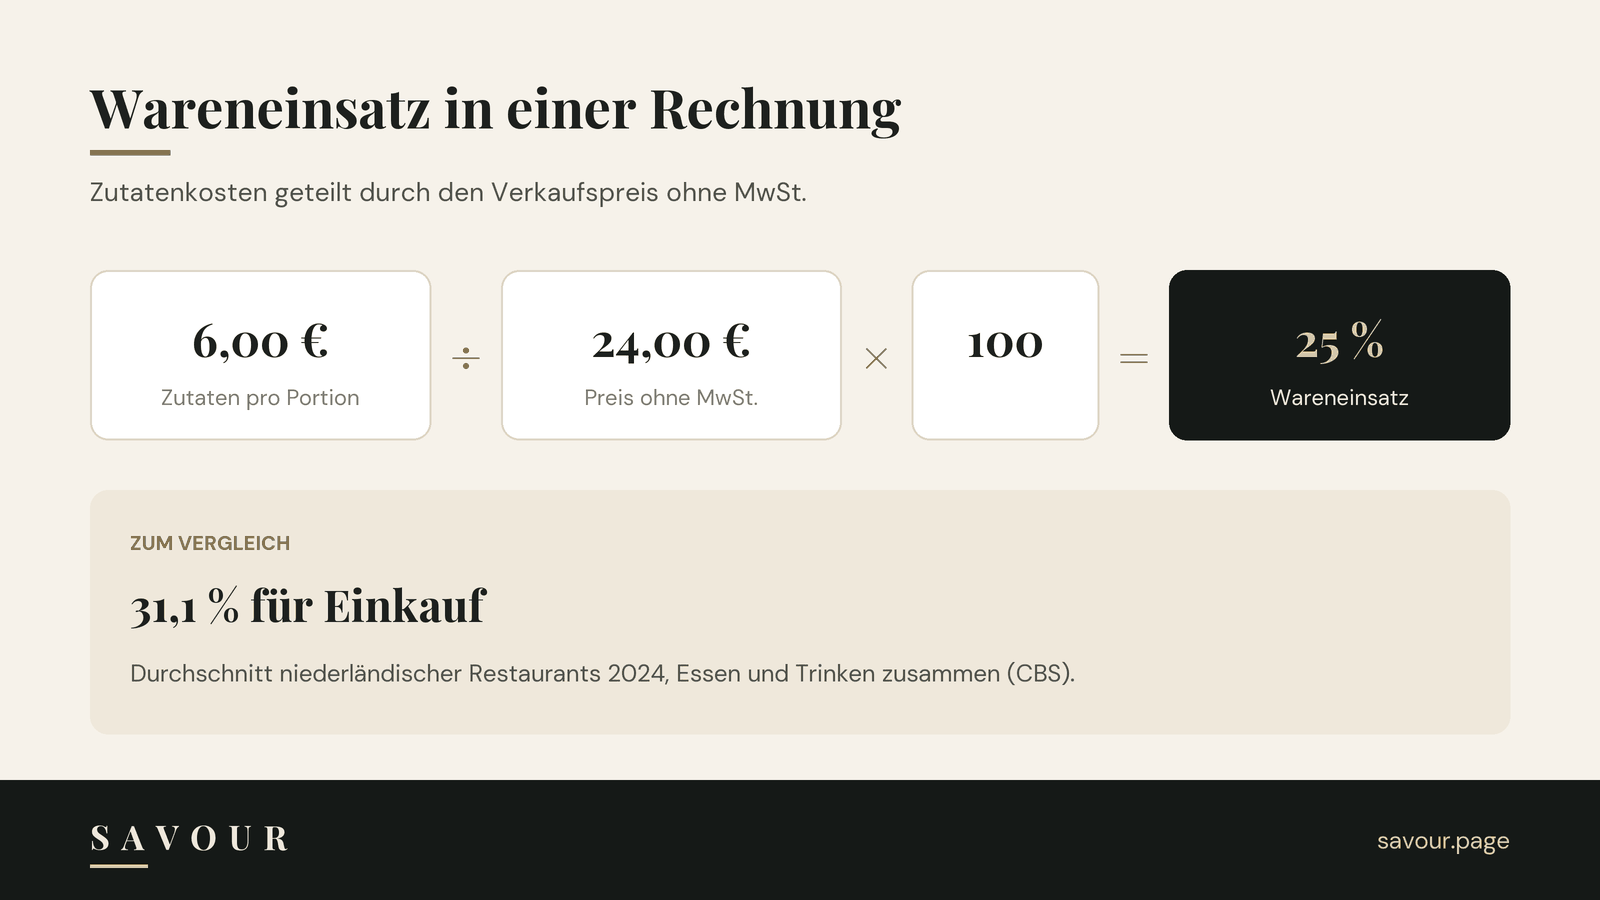 Wareneinsatz in einer Rechnung
Zutatenkosten geteilt durch den Verkaufspreis ohne MwSt.
6,00 €
Zutaten pro Portion
÷
24,00 €
Preis ohne MwSt.
×
100
=
25 %
Wareneinsatz
ZUM VERGLEICH
31,1 % für Einkauf
Durchschnitt niederländischer Restaurants 2024, Essen und Trinken zusammen (CBS).
SAVOUR
savour.page